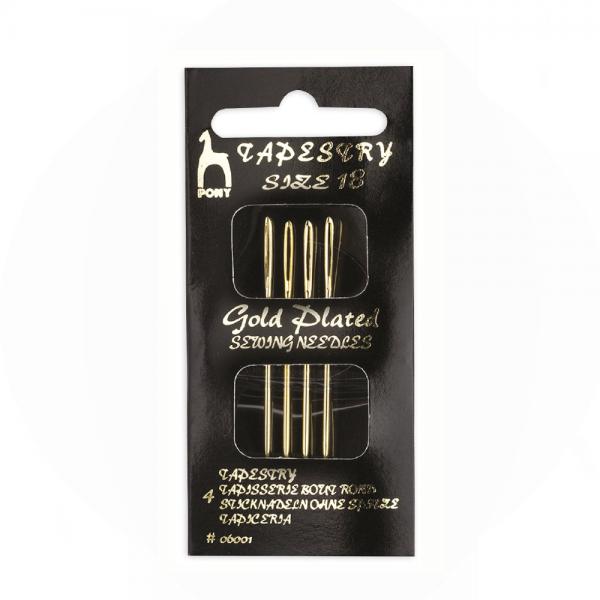 PONY
TAPESTRY
SIZE 18
Gold Plated
SEWING NEEDLES
4
TAPESTRY
TAPISSERIE BOUT ROND
STICKNADELN OHNE SPITZE
TAPICERIA
# 06001